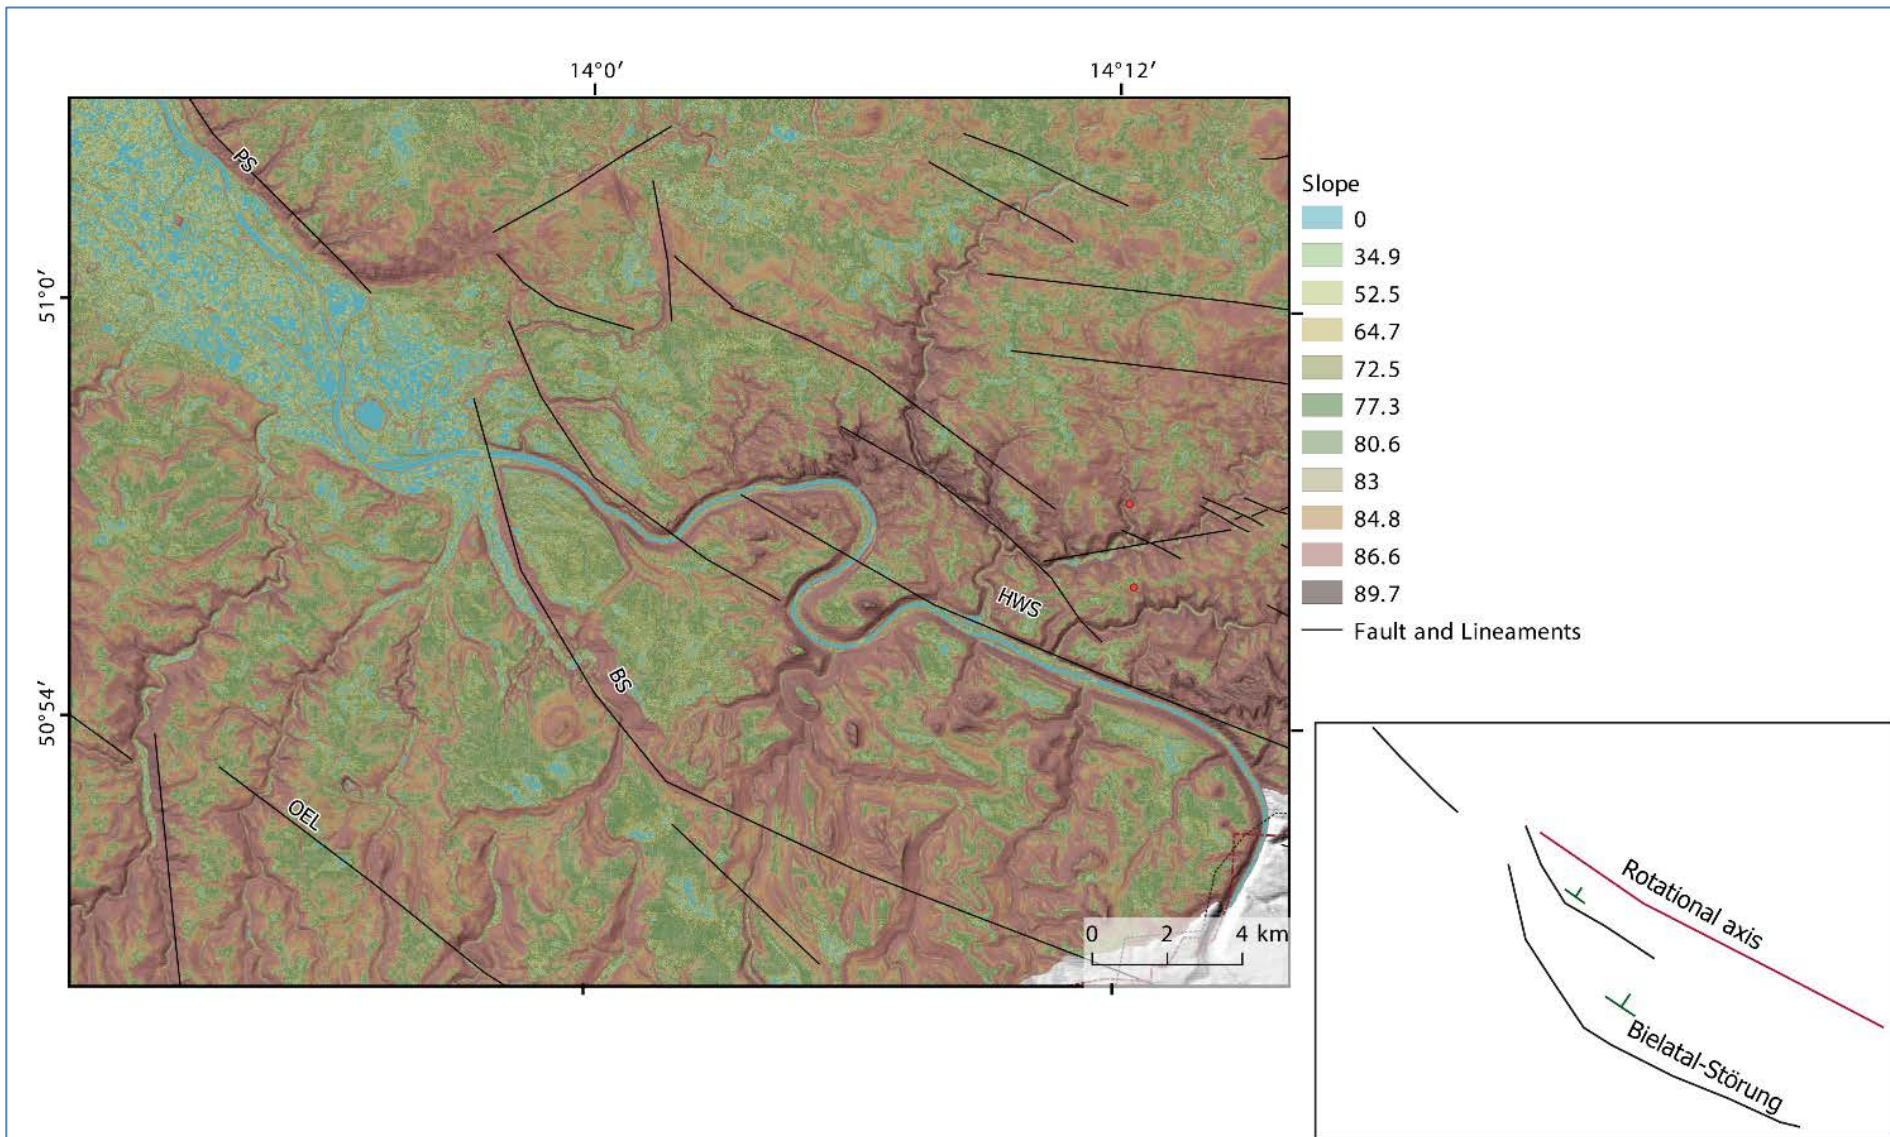 14°0′
14°12′
51°0′
50°54′
PS
HWS
BS
OEL
0 2 4 km
Slope
0
34.9
52.5
64.7
72.5
77.3
80.6
83
84.8
86.6
89.7
Fault and Lineaments
Rotational axis
Bielatal-Störung